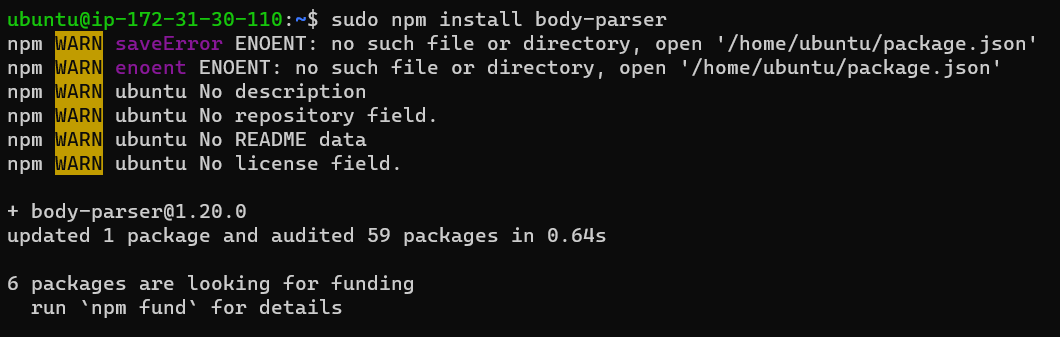 ubuntu@ip-172-31-30-110:~$ sudo npm install body-parser
npm WARN saveError ENOENT: no such file or directory, open '/home/ubuntu/package.json'
npm WARN enoent ENOENT: no such file or directory, open '/home/ubuntu/package.json'
npm WARN ubuntu No description
npm WARN ubuntu No repository field.
npm WARN ubuntu No README data
npm WARN ubuntu No license field.
+ body-parser@1.20.0
updated 1 package and audited 59 packages in 0.64s
6 packages are looking for funding
run `npm fund` for details